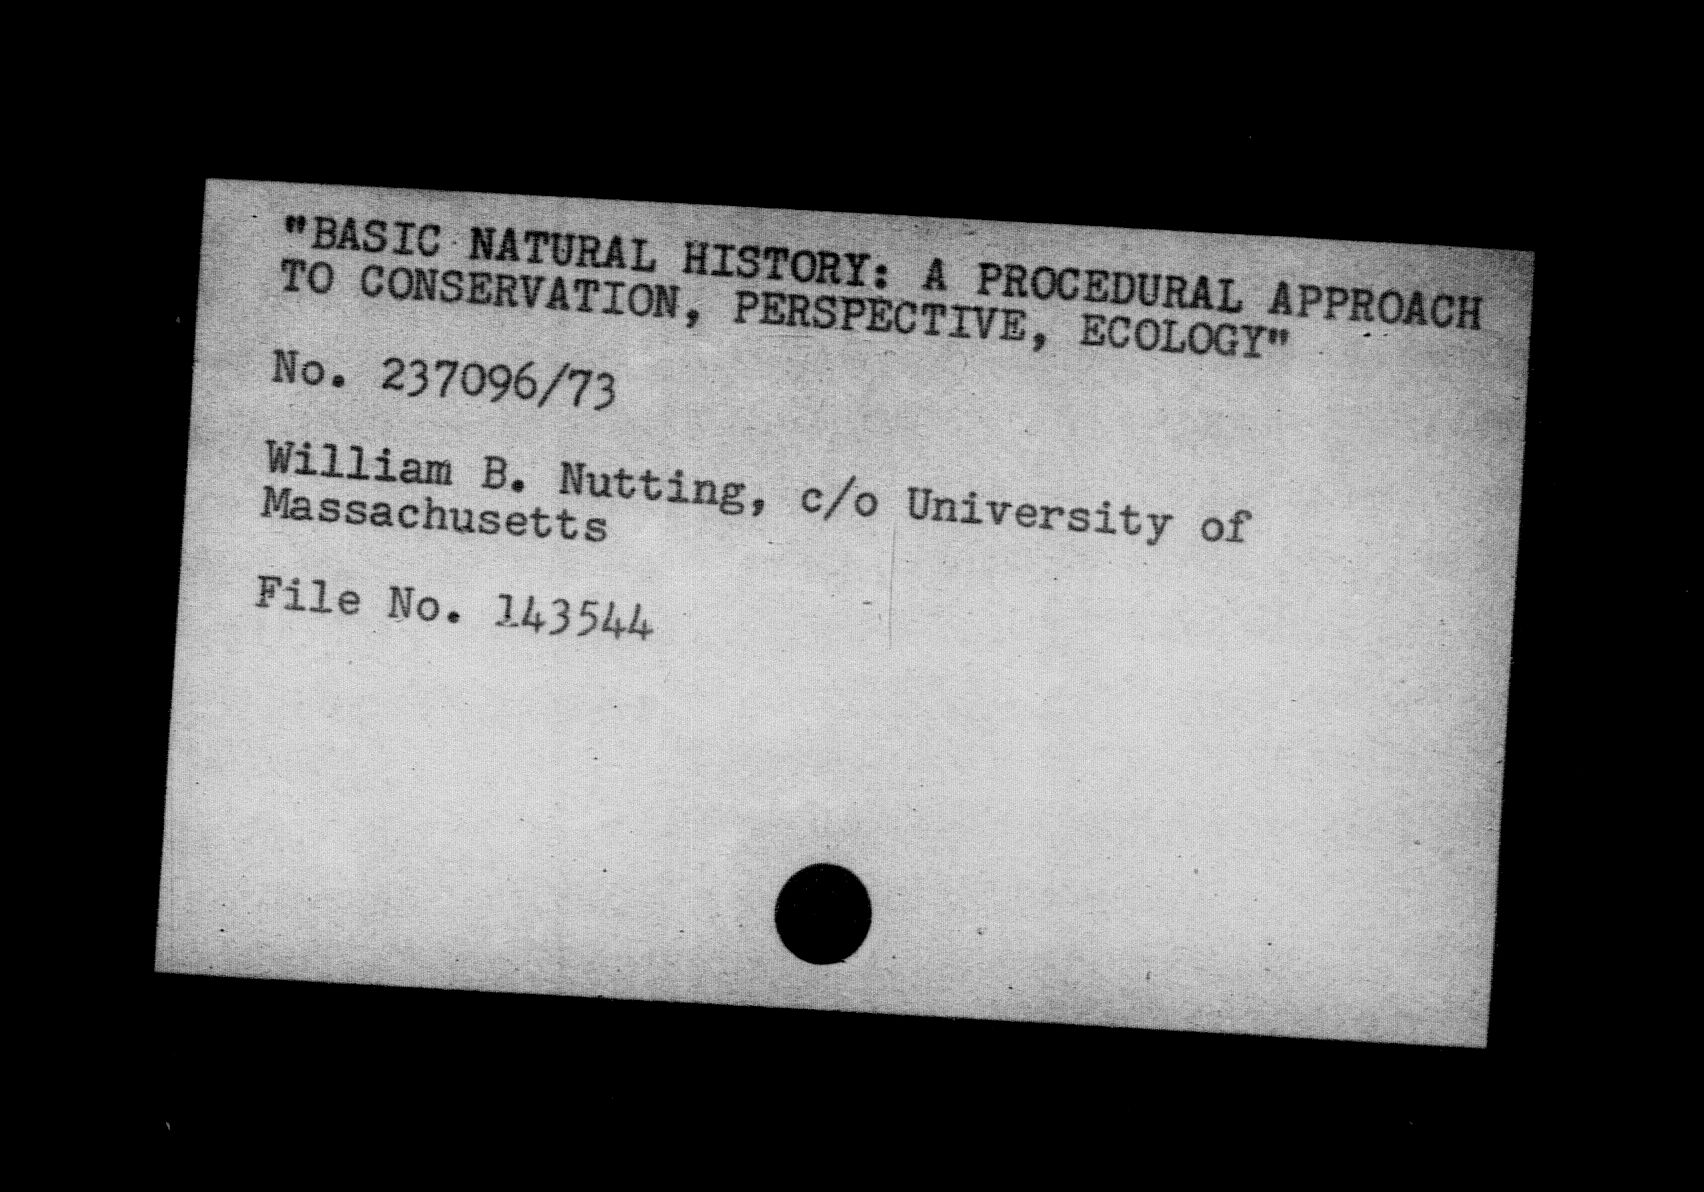 "BASIC NATURAL HISTORY: A PROCEDURAL APPROACH
TO CONSERVATION, PERSPECTIVE, ECOLOGY"
No. 237096/73
William B. Nutting, c/o University of
Massachusetts
File No. 143544